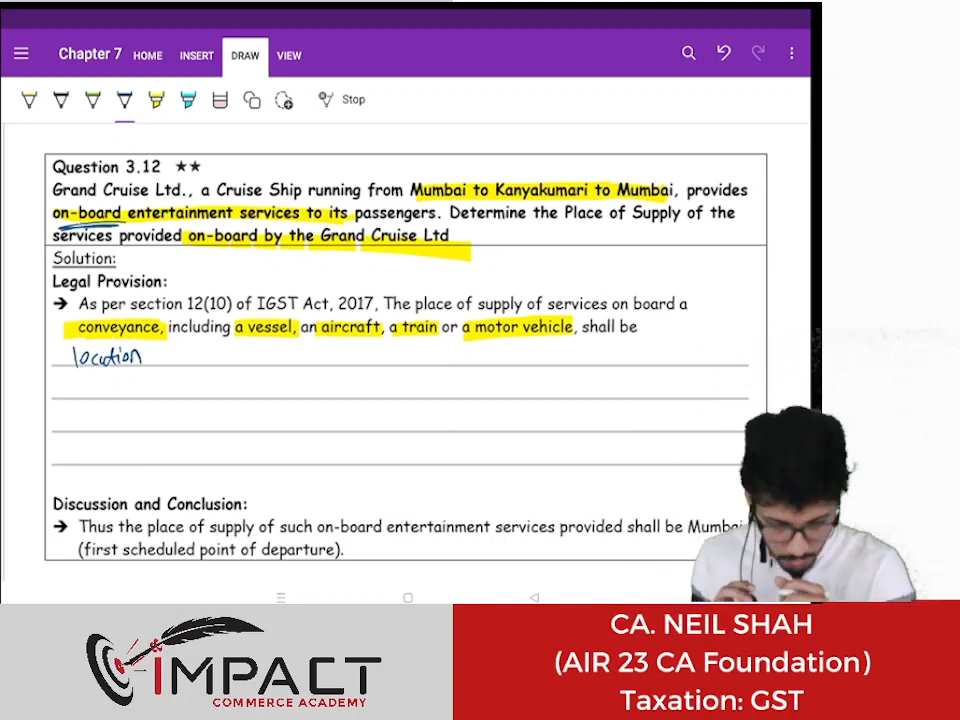 Chapter 7 HOME INSERT DRAW VIEW
Stop
Question 3.12 ★★
Grand Cruise Ltd., a Cruise Ship running from Mumbai to Kanyakumari to Mumbai, provides
on-board entertainment services to its passengers. Determine the Place of Supply of the
services provided on-board by the Grand Cruise Ltd
Solution:
Legal Provision:
➔ As per section 12(10) of IGST Act, 2017, The place of supply of services on board a
conveyance, including a vessel, an aircraft, a train or a motor vehicle, shall be
location
Discussion and Conclusion:
➔ Thus the place of supply of such on-board entertainment services provided shall be Mumbai
(first scheduled point of departure).
IMPACT
COMMERCE ACADEMY
CA. NEIL SHAH
(AIR 23 CA Foundation)
Taxation: GST